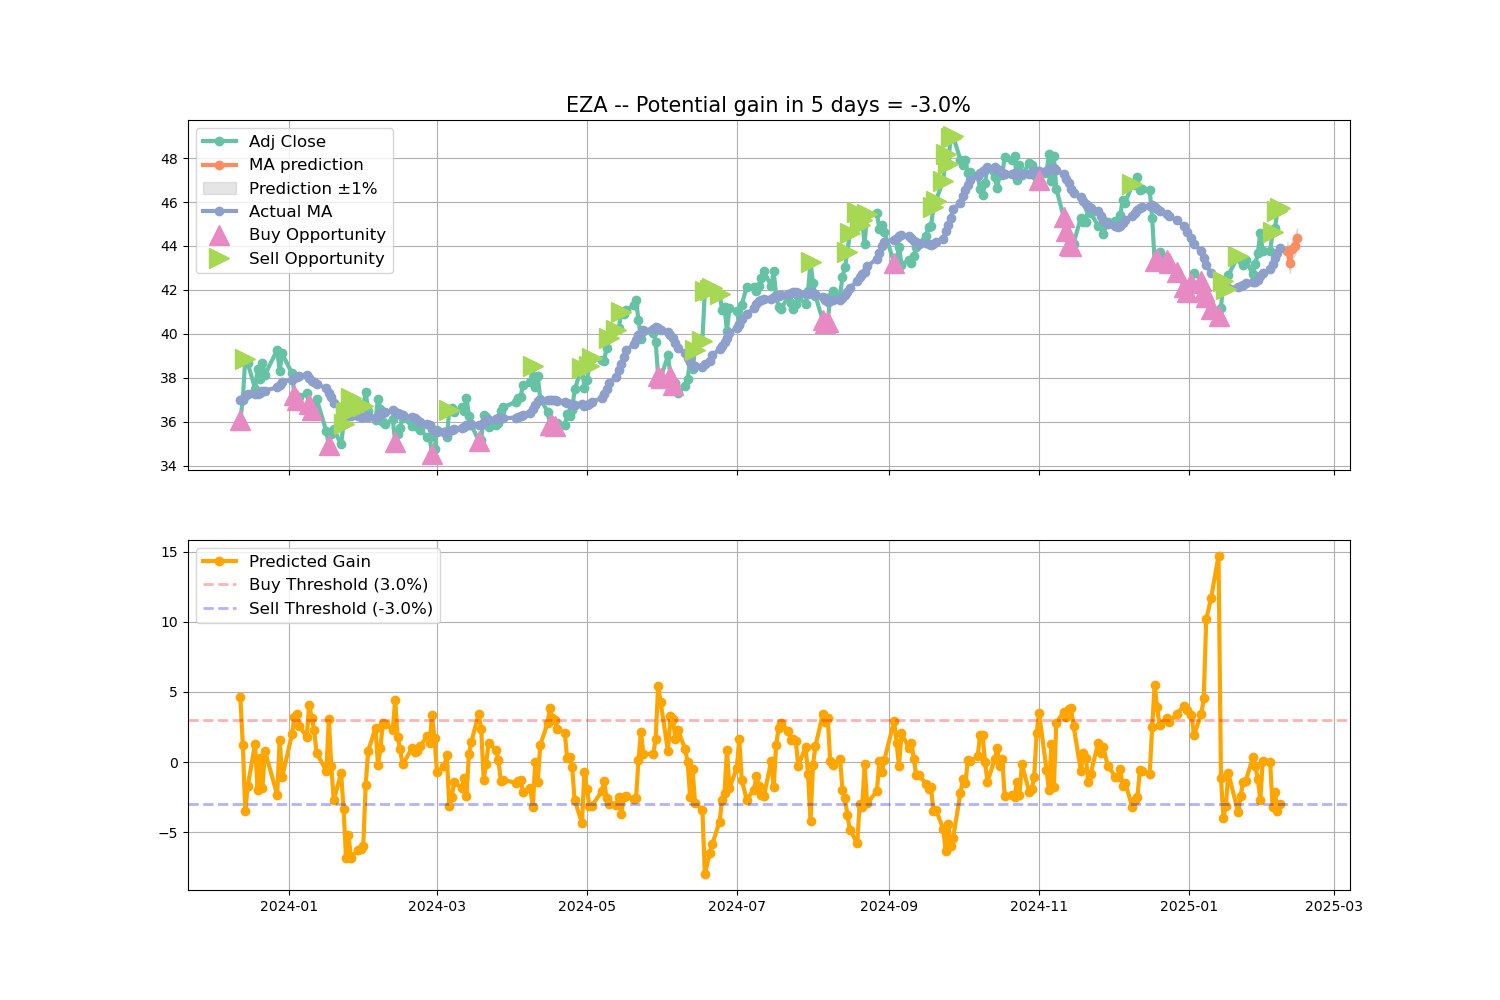 EZA -- Potential gain in 5 days = -3.0%
Adj Close
MA prediction
Prediction ±1%
Actual MA
Buy Opportunity
Sell Opportunity
48
46
44
42
40
38
36
34
Predicted Gain
Buy Threshold (3.0%)
Sell Threshold (-3.0%)
15
10
5
0
−5
2024-01
2024-03
2024-05
2024-07
2024-09
2024-11
2025-01
2025-03